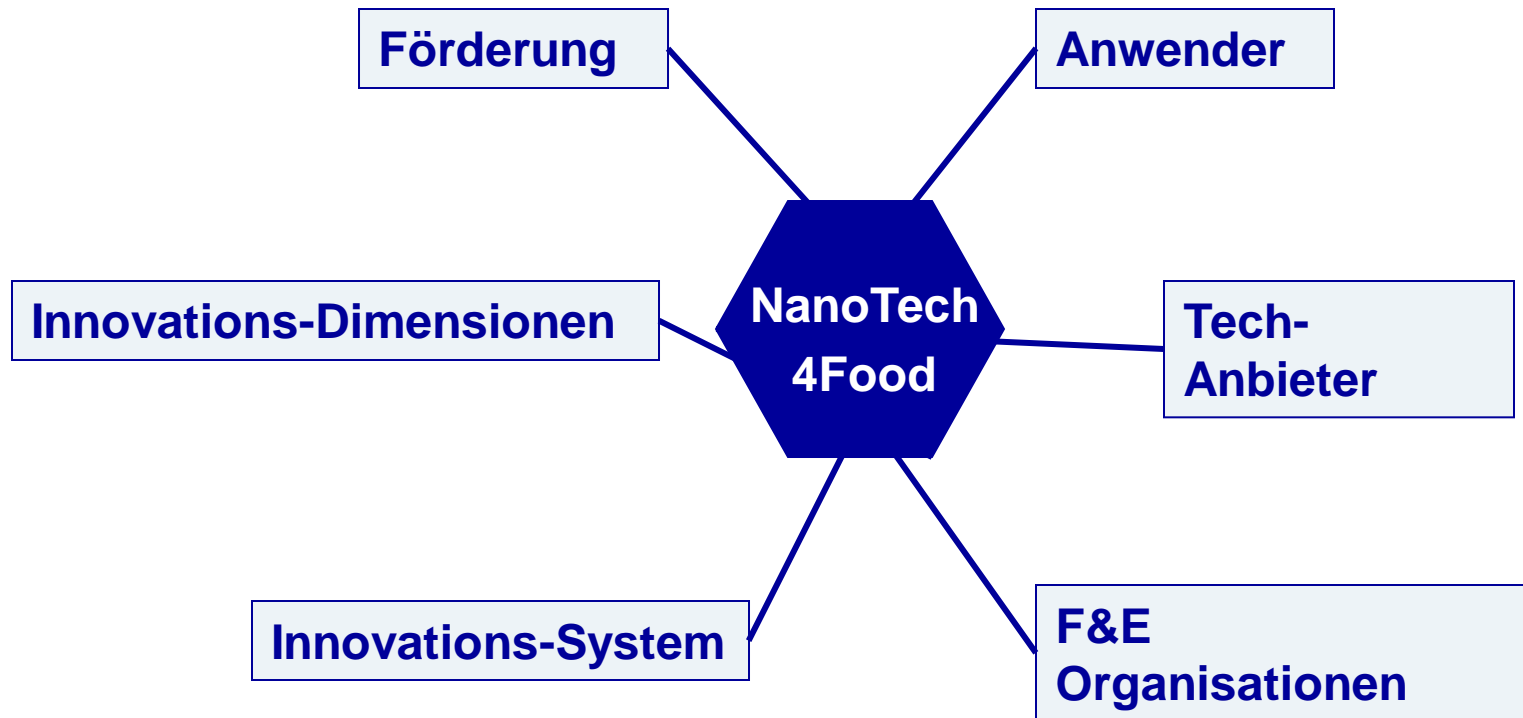 Förderung
Anwender
Innovations-Dimensionen
NanoTech
4Food
Tech-
Anbieter
Innovations-System
F&E
Organisationen